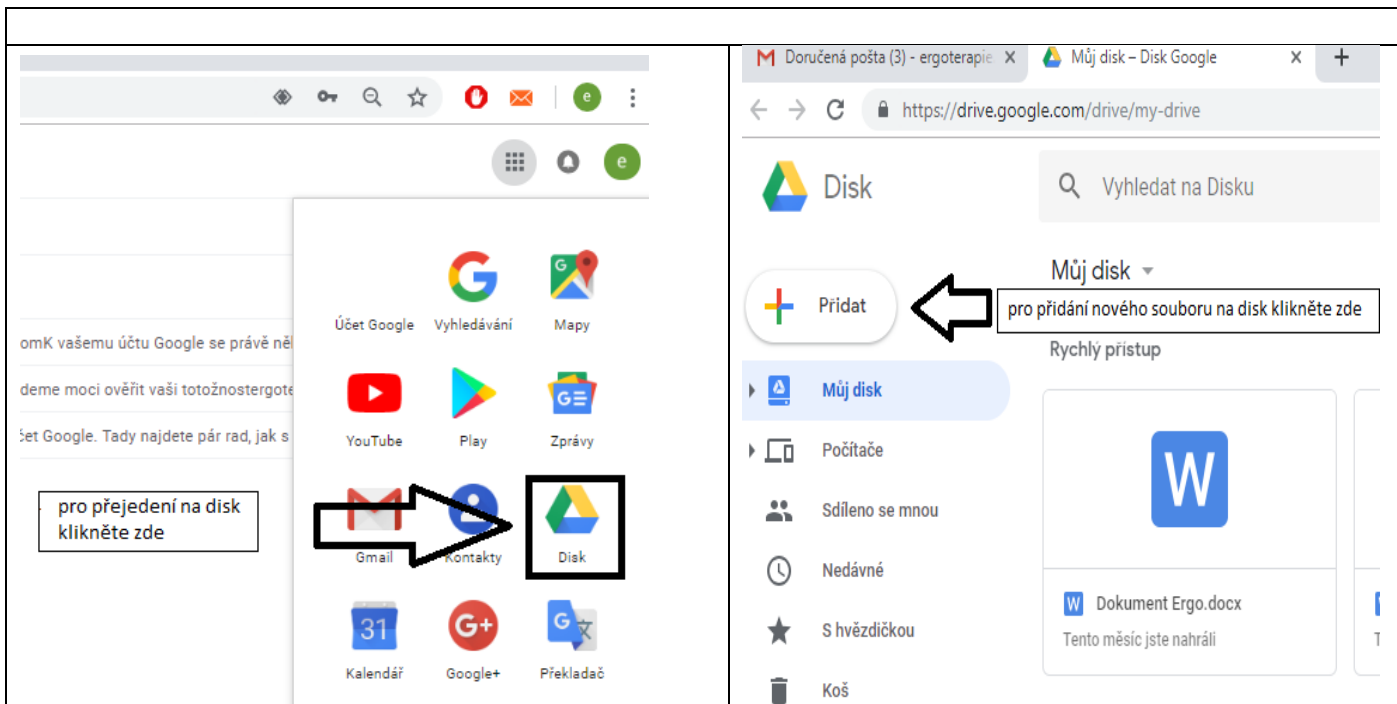 e
e
G
Účet Google Vyhledávání Mapy
omK vašemu účtu Google se právě ně
deme moci ověřit vaši totožnostergote
čet Google. Tady najdete pár rad, jak s
G
YouTube Play Zprávy
pro přejedení na disk
klikněte zde
Gmail Kontakty Disk
31 G+ G
Kalendář Google+ Překladač
Doručená pošta (3) - ergoterapie
Můj disk – Disk Google
https://drive.google.com/drive/my-drive
Disk
Vyhledat na Disku
Můj disk
Přidat
pro přidání nového souboru na disk klikněte zde
Rychlý přístup
Můj disk
Počítače
Sdíleno se mnou
Nedávné
S hvězdičkou
Koš
W
W Dokument Ergo.docx
Tento měsíc jste nahráli